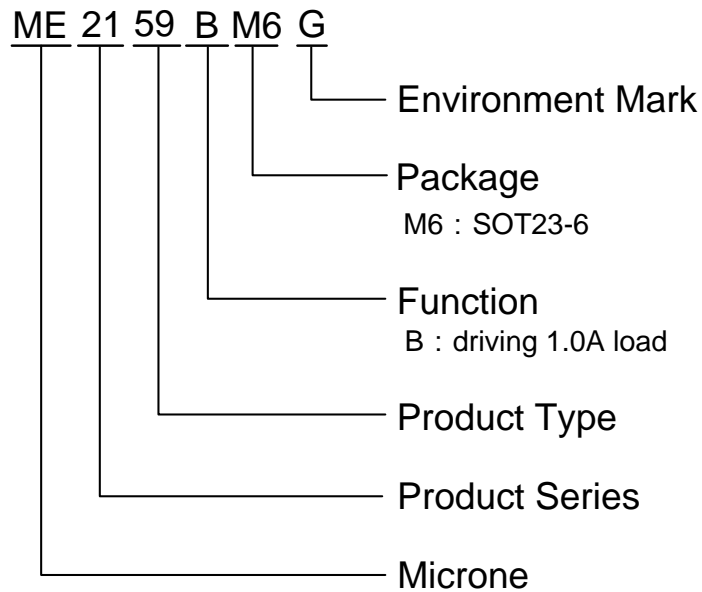 ME 21 59 B M6 G
Environment Mark
Package
M6：SOT23-6
Function
B：driving 1.0A load
Product Type
Product Series
Microne